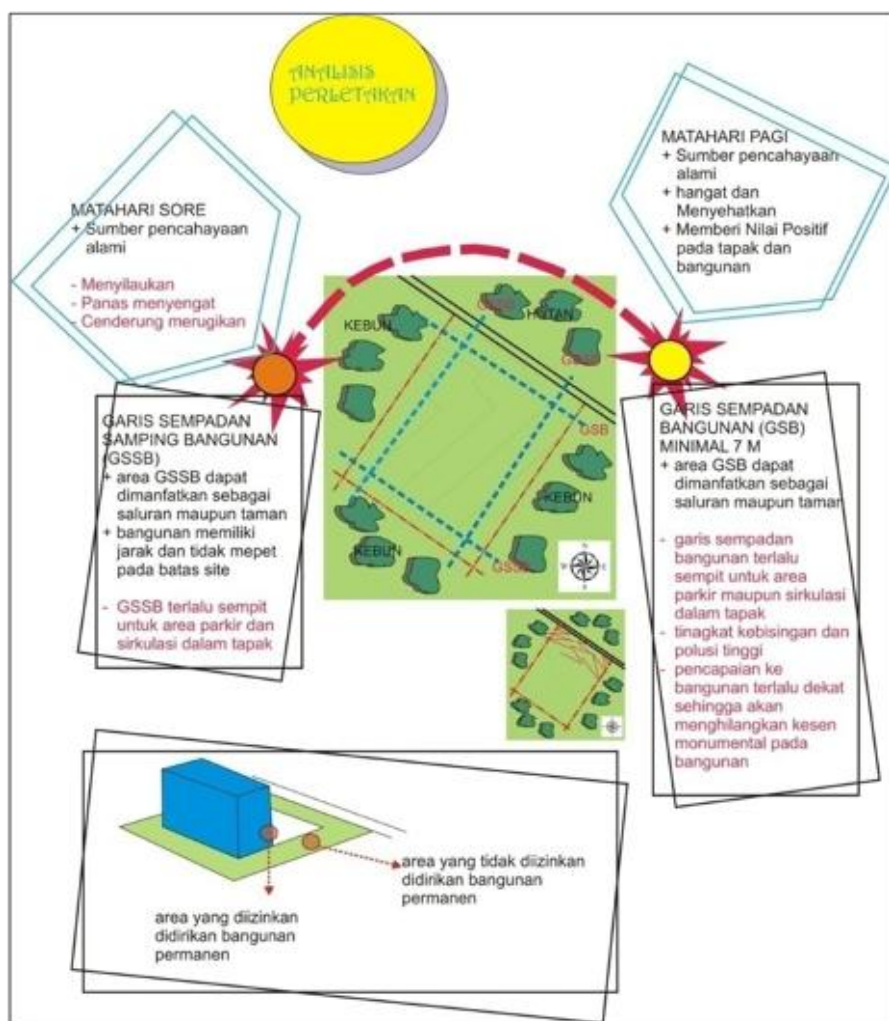 ANALISIS
PERLETAKAN
MATAHARI SORE
+ Sumber pencahayaan
alami
- Menyilaukan
- Panas menyengat
- Cenderung merugikan
MATAHARI PAGI
+ Sumber pencahayaan
alami
+ hangat dan
Menyehatkan
+ Memberi Nilai Positif
pada tapak dan
bangunan
KEBUN
HUTAN
GSB
KEBUN
KEBUN
GSSB
GARIS SEMPADAN
SAMPING BANGUNAN
(GSSB)
+ area GSSB dapat
dimanfatkan sebagai
saluran maupun taman
+ bangunan memiliki
jarak dan tidak mepet
pada batas site
- GSSB terlalu sempit
untuk area parkir dan
sirkulasi dalam tapak
GARIS SEMPADAN
BANGUNAN (GSB)
MINIMAL 7 M
+ area GSB dapat
dimanfatkan sebagai
saluran maupun taman
- garis sempadan
bangunan terlalu
sempit untuk area
parkir maupun sirkulasi
dalam tapak
- tinagkat kebisingan dan
polusi tinggi
- pencapaian ke
bangunan terlalu dekat
sehingga akan
menghilangkan kesen
monumental pada
bangunan
area yang tidak diizinkan
didirikan bangunan
permanen
area yang diizinkan
didirikan bangunan
permanen